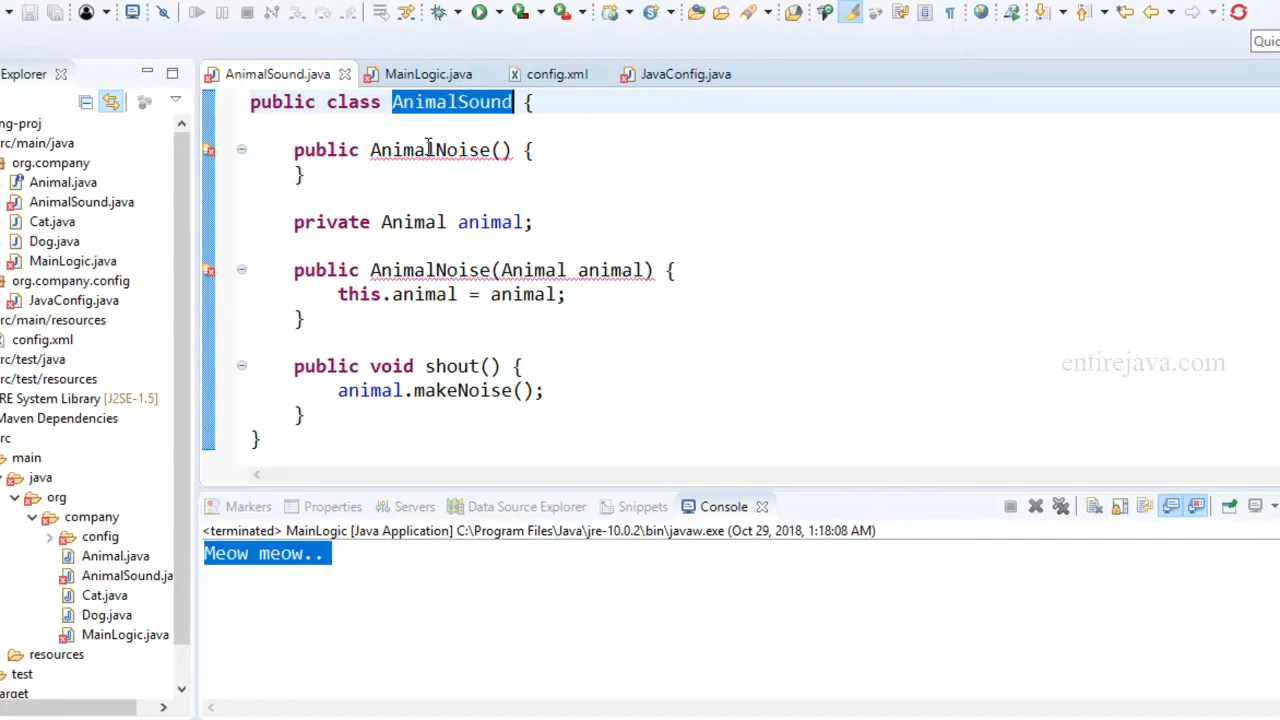 Quic
Explorer
AnimalSound.java
MainLogic.java
config.xml
JavaConfig.java
ng-proj
rc/main/java
org.company
Animal.java
AnimalSound.java
Cat.java
Dog.java
MainLogic.java
org.company.config
JavaConfig.java
rc/main/resources
config.xml
rc/test/java
rc/test/resources
RE System Library [J2SE-1.5]
Maven Dependencies
rc
main
java
org
company
config
Animal.java
AnimalSound.ja
Cat.java
Dog.java
MainLogic.java
resources
test
arget
public class AnimalSound {
public AnimalNoise() {
}
private Animal animal;
public AnimalNoise(Animal animal) {
this.animal = animal;
}
public void shout() {
animal.makeNoise();
}
}
entirejava.com
Markers Properties Servers Data Source Explorer Snippets Console
<terminated> MainLogic [Java Application] C:\Program Files\Java\jre-10.0.2\bin\javaw.exe (Oct 29, 2018, 1:18:08 AM)
Meow meow..